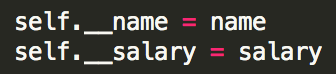 self.__name = name
self.__salary = salary